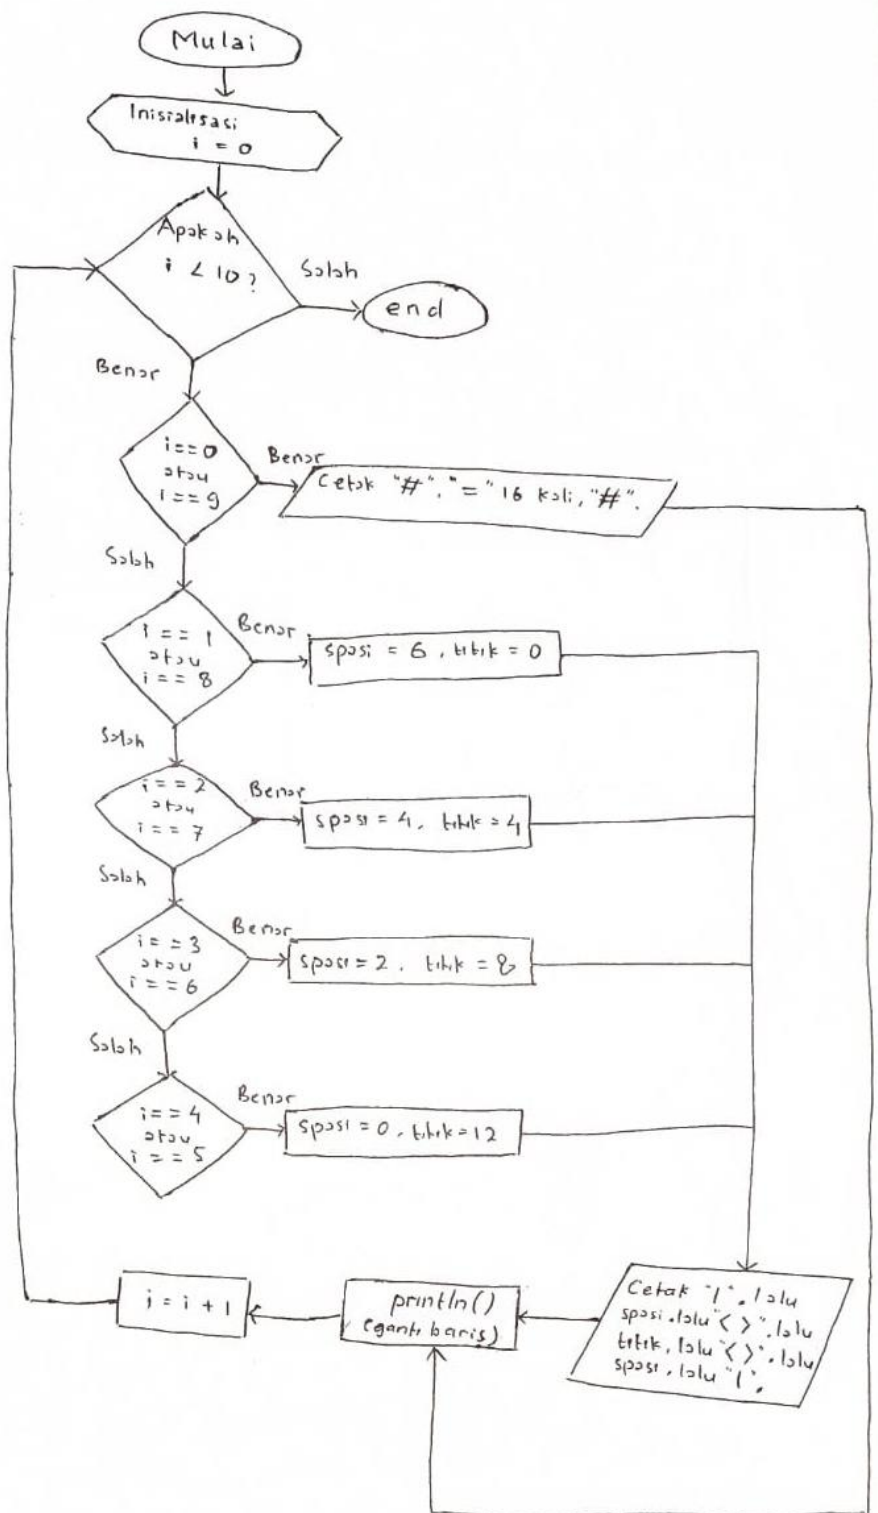 Mulai
Inisialisasi
i = 0
Apakah
i < 10?
Salah
end
Benar
i==0
atau
i==9
Benar
Cetak "#". "=" 16 kali, "#".
Salah
i == 1
atau
i == 8
Benar
spasi = 6, titik = 0
Salah
i == 2
atau
i == 7
Benar
spasi = 4, titik = 4
Salah
i == 3
atau
i == 6
Benar
spasi = 2, titik = 8
Salah
i==4
atau
i == 5
Benar
spasi = 0, titik = 12
Cetak "|", lalu
spasi, lalu "< >", lalu
titik, lalu "< >", lalu
spasi, lalu "|".
println()
(ganti baris)
i = i + 1